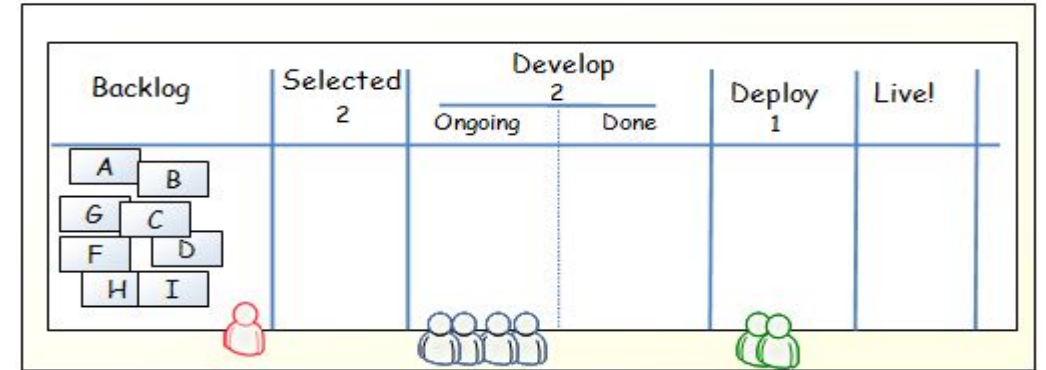 Backlog
Selected
2
Develop
2
Ongoing Done
Deploy
1
Live!
A
B
G
C
F
D
H
I